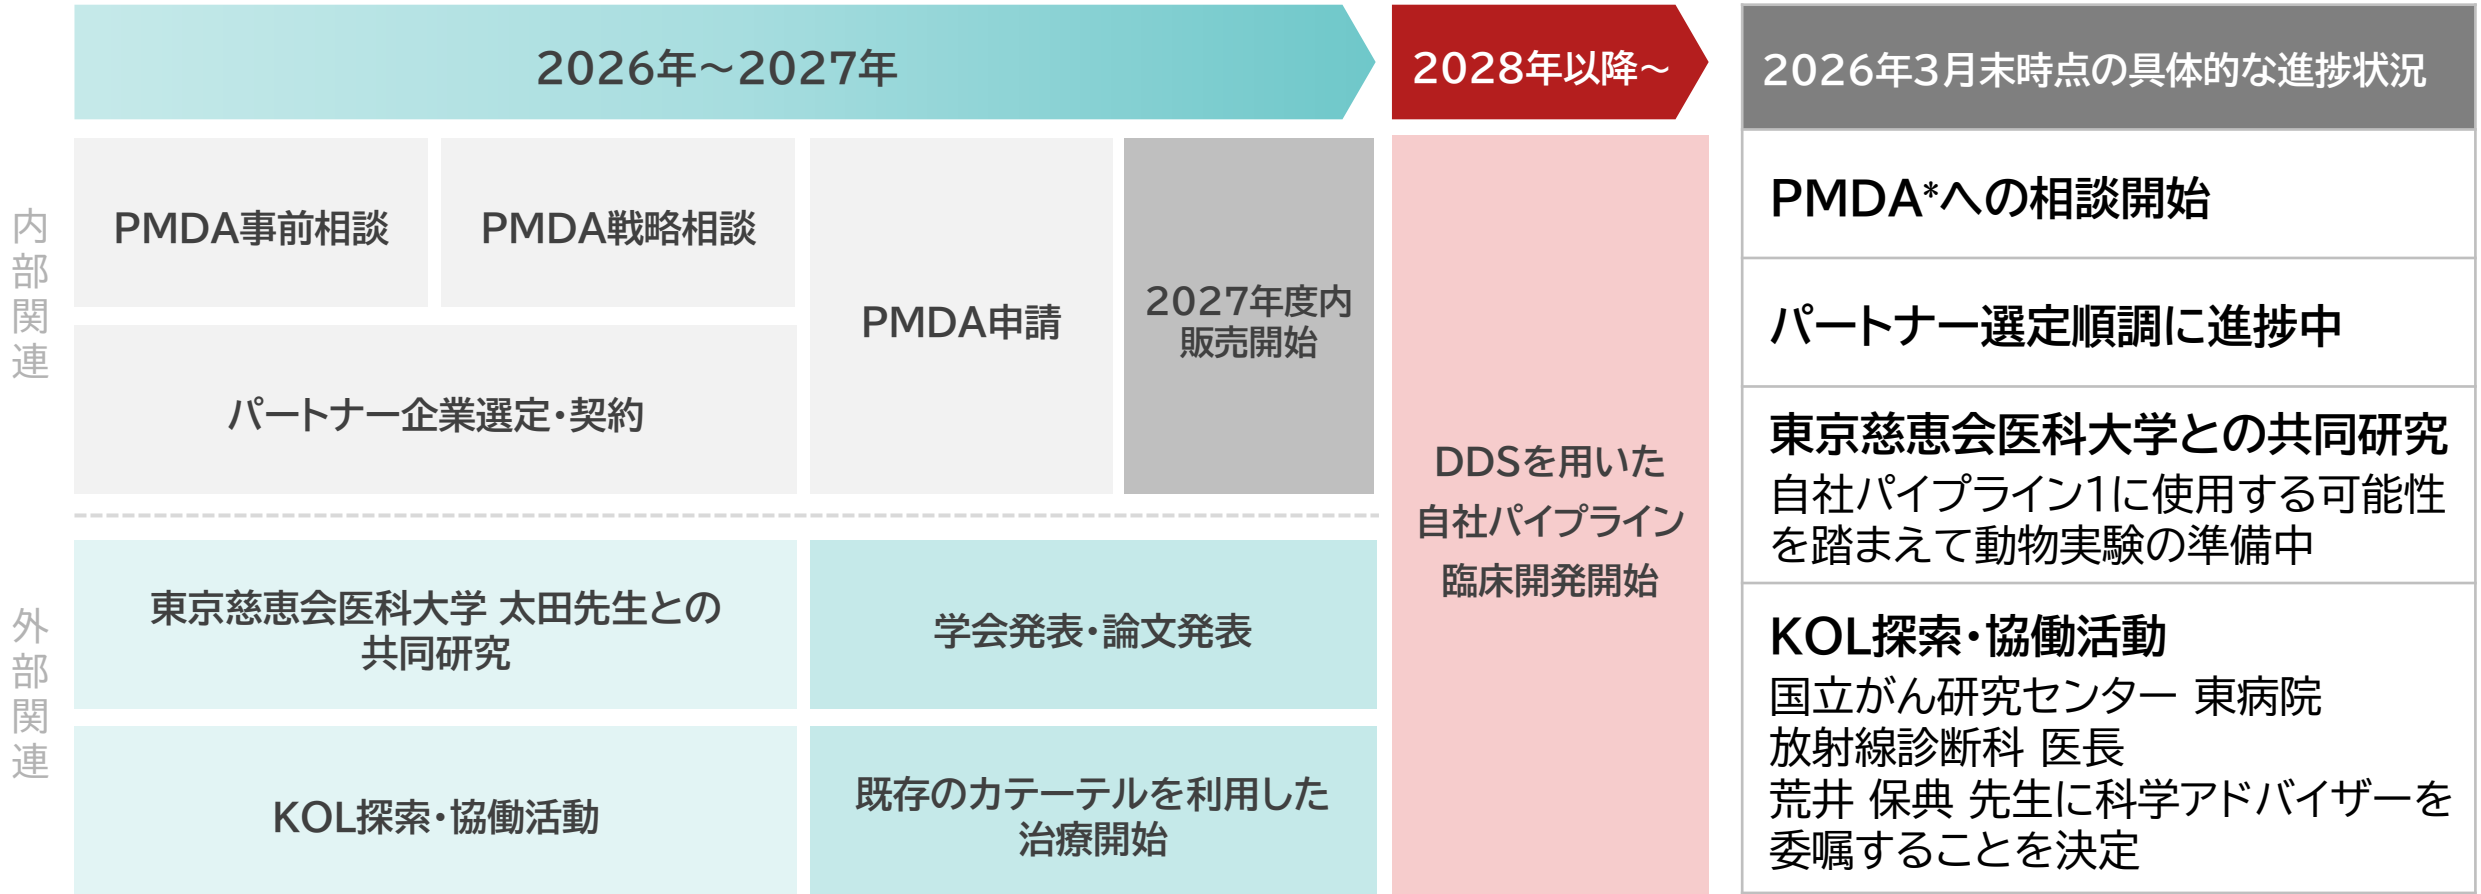 2026年～2027年
2028年以降～
2026年3月末時点の具体的な進捗状況
内部関連
PMDA事前相談
PMDA戦略相談
パートナー企業選定・契約
PMDA申請
2027年度内
販売開始
外部関連
東京慈恵会医科大学 太田先生との
共同研究
学会発表・論文発表
KOL探索・協働活動
既存のカテーテルを利用した
治療開始
DDSを用いた
自社パイプライン
臨床開発開始
PMDA*への相談開始
パートナー選定順調に進捗中
東京慈恵会医科大学との共同研究
自社パイプライン1に使用する可能性
を踏まえて動物実験の準備中
KOL探索・協働活動
国立がん研究センター 東病院
放射線診断科 医長
荒井 保典 先生に科学アドバイザーを
委嘱することを決定